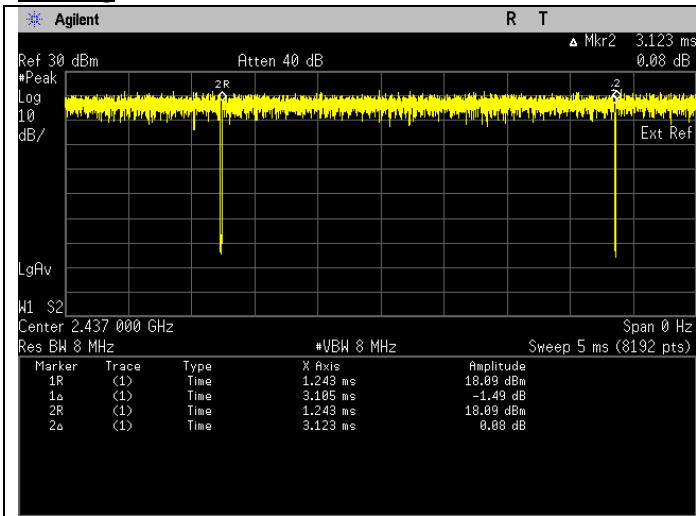 Agilent R T
Δ Mkr2 3.123 ms
Ref 30 dBm Atten 40 dB 0.08 dB
#Peak
Log
10
dB/
2R
2
Ext Ref
LgAv
W1 S2
Center 2.437 000 GHz Span 0 Hz
Res BW 8 MHz #VBW 8 MHz Sweep 5 ms (8192 pts)
Marker Trace Type X Axis Amplitude
1R (1) Time 1.243 ms 18.09 dBm
1Δ (1) Time 3.105 ms -1.49 dB
2R (1) Time 1.243 ms 18.09 dBm
2Δ (1) Time 3.123 ms 0.08 dB